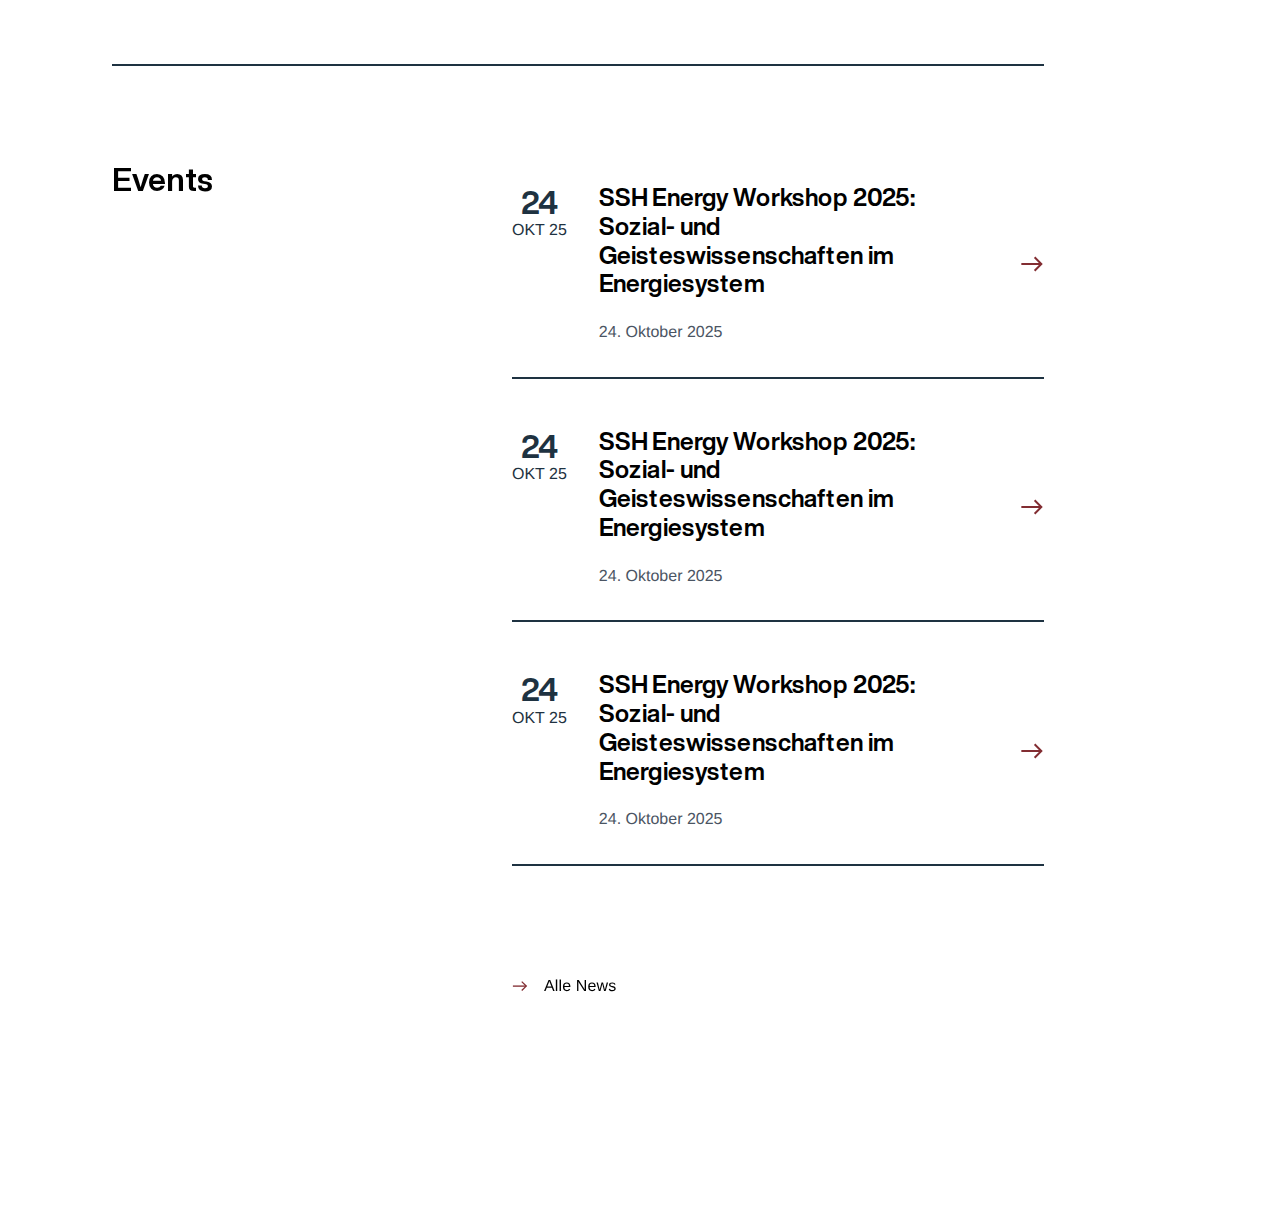 Events
24
OKT 25
SSH Energy Workshop 2025:
Sozial- und
Geisteswissenschaften im
Energiesystem
24. Oktober 2025
24
OKT 25
SSH Energy Workshop 2025:
Sozial- und
Geisteswissenschaften im
Energiesystem
24. Oktober 2025
24
OKT 25
SSH Energy Workshop 2025:
Sozial- und
Geisteswissenschaften im
Energiesystem
24. Oktober 2025
Alle News